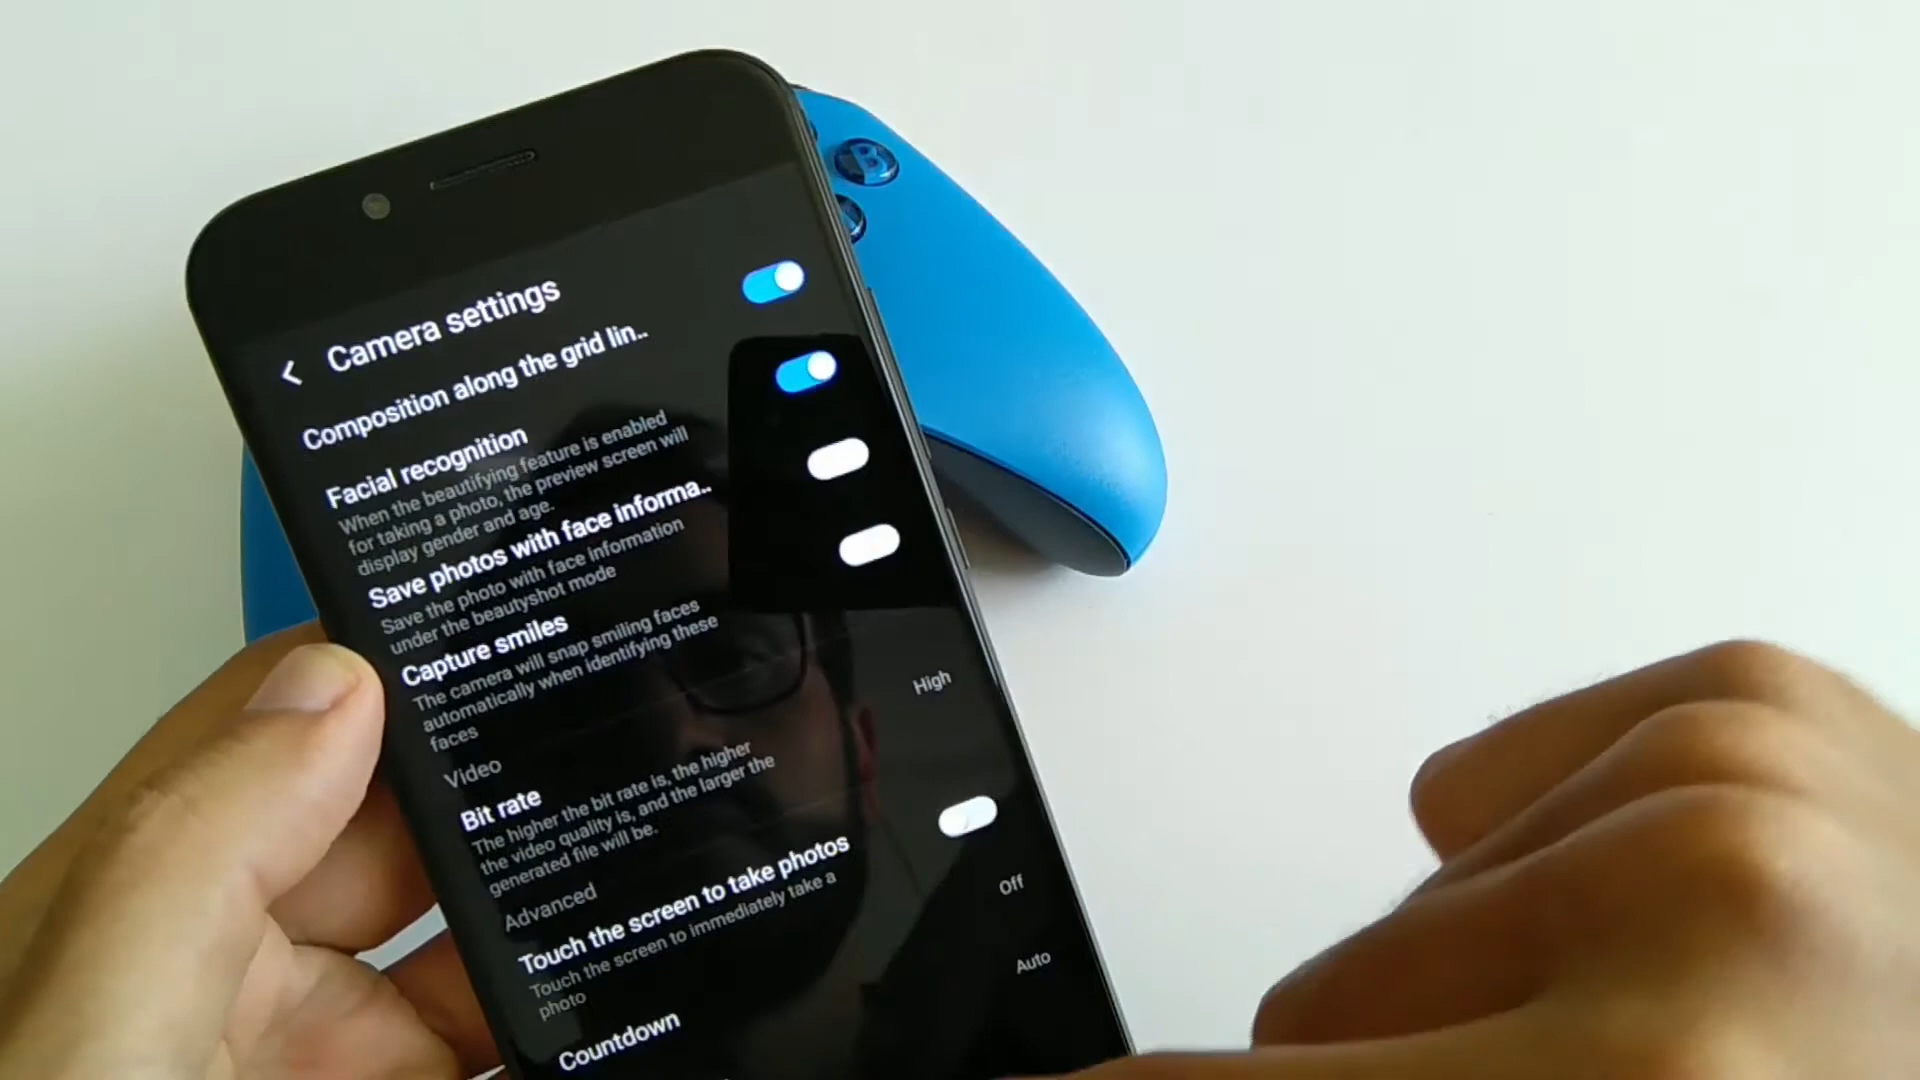 B
Camera settings
Composition along the grid lin..
Facial recognition
When the beautifying feature is enabled
for taking a photo, the preview screen will
display gender and age.
Save photos with face informa..
Save the photo with face information
under the beautyshot mode
Capture smiles
The camera will snap smiling faces
automatically when identifying these
faces
Video
Bit rate
High
The higher the bit rate is, the higher
the video quality is, and the larger the
generated file will be.
Advanced
Touch the screen to take photos
Touch the screen to immediately take a
photo
Countdown
Off
Auto